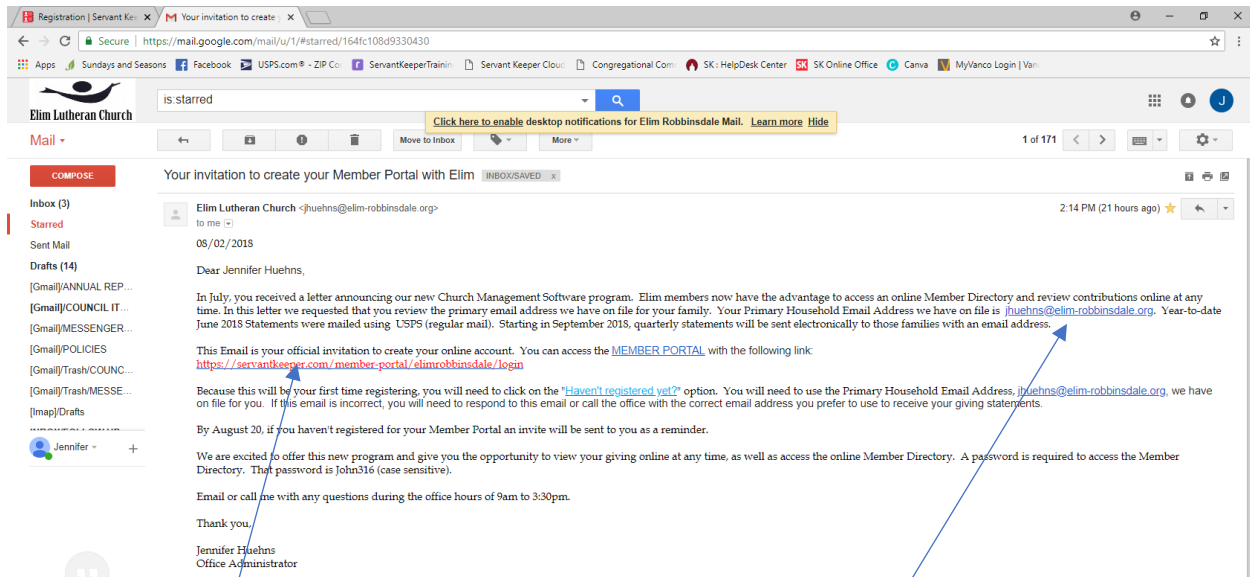 Registration | Servant Kee
Your invitation to create y
Secure | https://mail.google.com/mail/u/1/#starred/164fc108d9330430
Apps Sundays and Seasons Facebook USPS.com® - ZIP Co ServantKeeperTrainin Servant Keeper Cloud Congregational Com SK : HelpDesk Center SK SK Online Office Canva MyVanco Login | Van
Elim Lutheran Church
is:starred
J
Click here to enable desktop notifications for Elim Robbinsdale Mail. Learn more Hide
Mail
Move to Inbox More 1 of 171
COMPOSE
Your invitation to create your Member Portal with Elim INBOX/SAVED x
Inbox (3)
Starred
Sent Mail
Drafts (14)
[Gmail]/ANNUAL REP...
[Gmail]/COUNCIL IT...
[Gmail]/MESSENGER...
[Gmail]/POLICIES
[Gmail]/Trash/COUNC...
[Gmail]/Trash/MESSE...
[Imap]/Drafts
Jennifer +
Elim Lutheran Church <jhuehns@elim-robbinsdale.org> 2:14 PM (21 hours ago)
to me
08/02/2018
Dear Jennifer Huehns,
In July, you received a letter announcing our new Church Management Software program. Elim members now have the advantage to access an online Member Directory and review contributions online at any
time. In this letter we requested that you review the primary email address we have on file for your family. Your Primary Household Email Address we have on file is jhuehns@elim-robbinsdale.org. Year-to-date
June 2018 Statements were mailed using USPS (regular mail). Starting in September 2018, quarterly statements will be sent electronically to those families with an email address.
This Email is your official invitation to create your online account. You can access the MEMBER PORTAL with the following link:
https://servantkeeper.com/member-portal/elimrobbinsdale/login
Because this will be your first time registering, you will need to click on the "Haven't registered yet?" option. You will need to use the Primary Household Email Address, jhuehns@elim-robbinsdale.org, we have
on file for you. If this email is incorrect, you will need to respond to this email or call the office with the correct email address you prefer to use to receive your giving statements.
By August 20, if you haven't registered for your Member Portal an invite will be sent to you as a reminder.
We are excited to offer this new program and give you the opportunity to view your giving online at any time, as well as access the online Member Directory. A password is required to access the Member
Directory. That password is John316 (case sensitive).
Email or call me with any questions during the office hours of 9am to 3:30pm.
Thank you,
Jennifer Huehns
Office Administrator